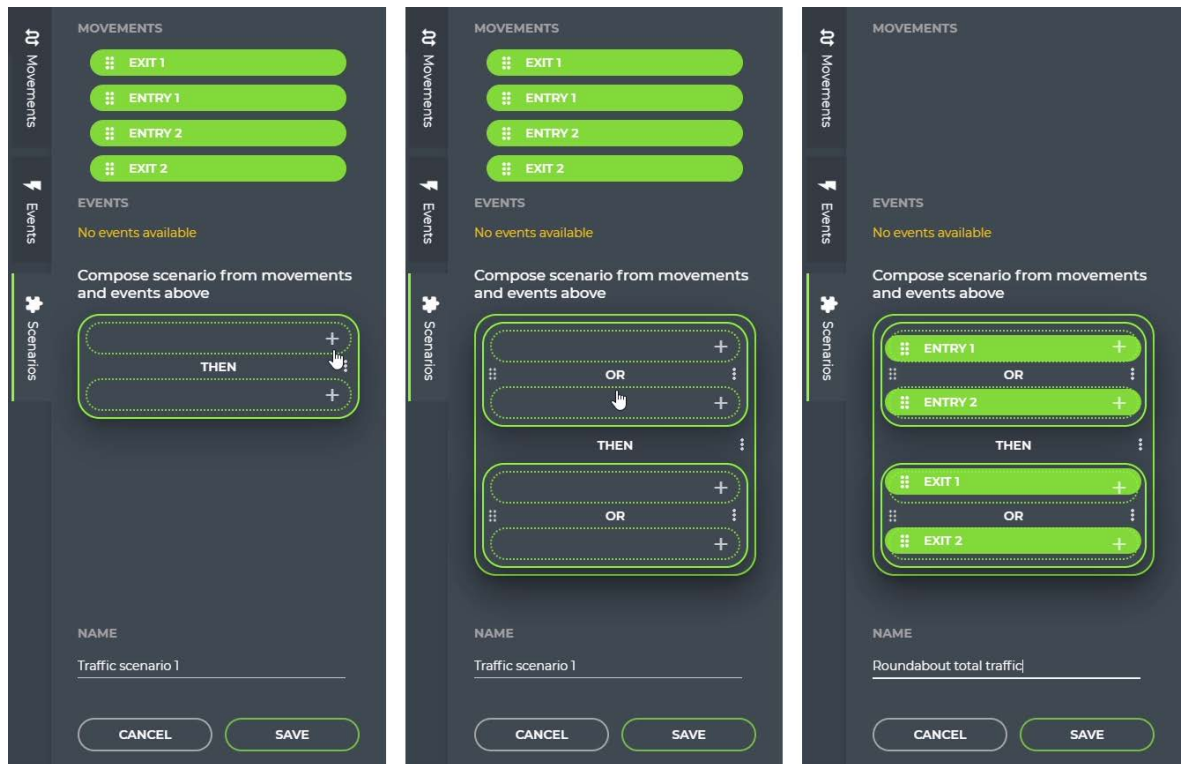 Movements
Events
Scenarios
MOVEMENTS
EXIT 1
ENTRY 1
ENTRY 2
EXIT 2
EVENTS
No events available
Compose scenario from movements
and events above
THEN
NAME
Traffic scenario 1
CANCEL
SAVE
Movements
Events
Scenarios
MOVEMENTS
EXIT 1
ENTRY 1
ENTRY 2
EXIT 2
EVENTS
No events available
Compose scenario from movements
and events above
OR
THEN
OR
NAME
Traffic scenario 1
CANCEL
SAVE
Movements
Events
Scenarios
MOVEMENTS
EVENTS
No events available
Compose scenario from movements
and events above
ENTRY 1
OR
ENTRY 2
THEN
EXIT 1
OR
EXIT 2
NAME
Roundabout total traffic
CANCEL
SAVE